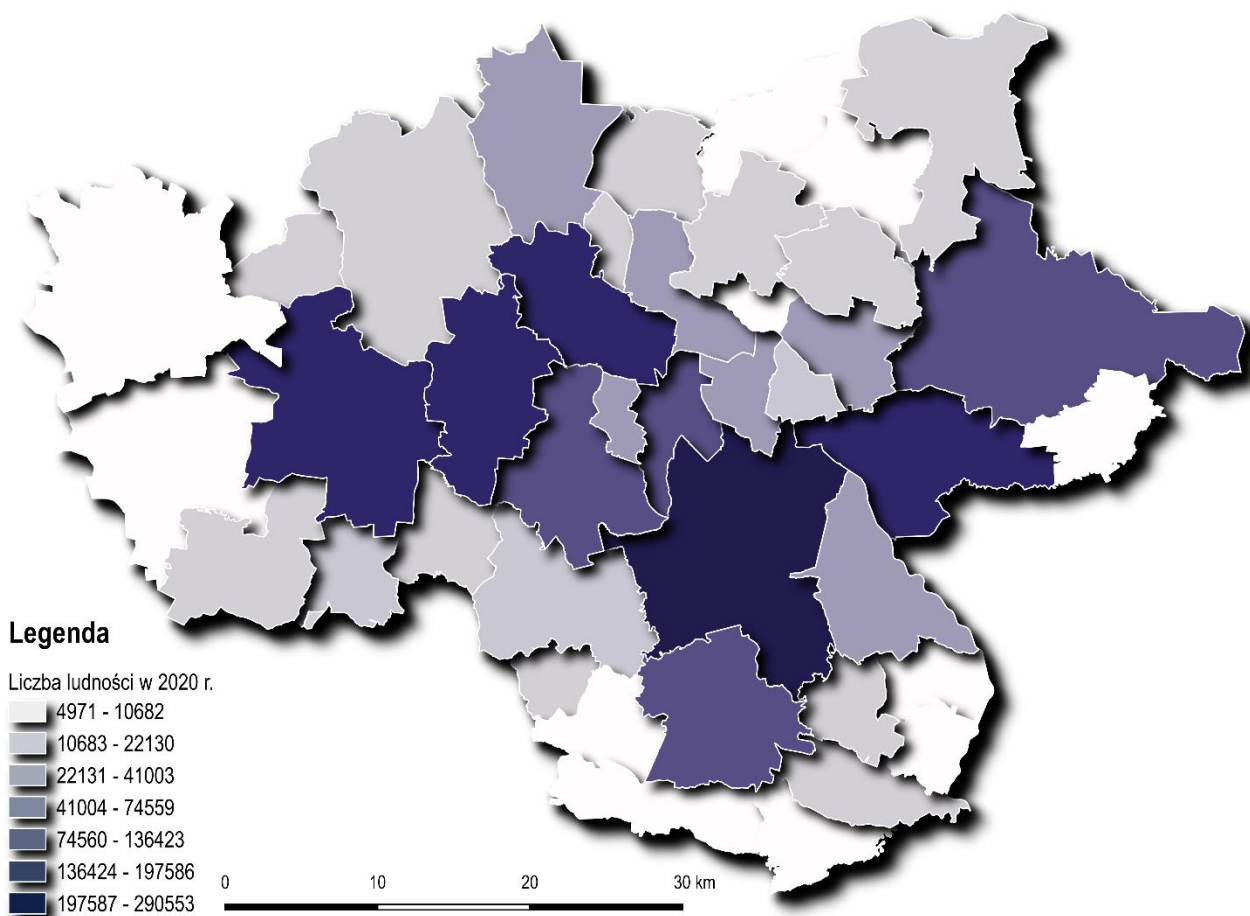 Legenda
Liczba ludności w 2020 r.
4971 - 10682
10683 - 22130
22131 - 41003
41004 - 74559
74560 - 136423
136424 - 197586
197587 - 290553
0 10 20 30 km